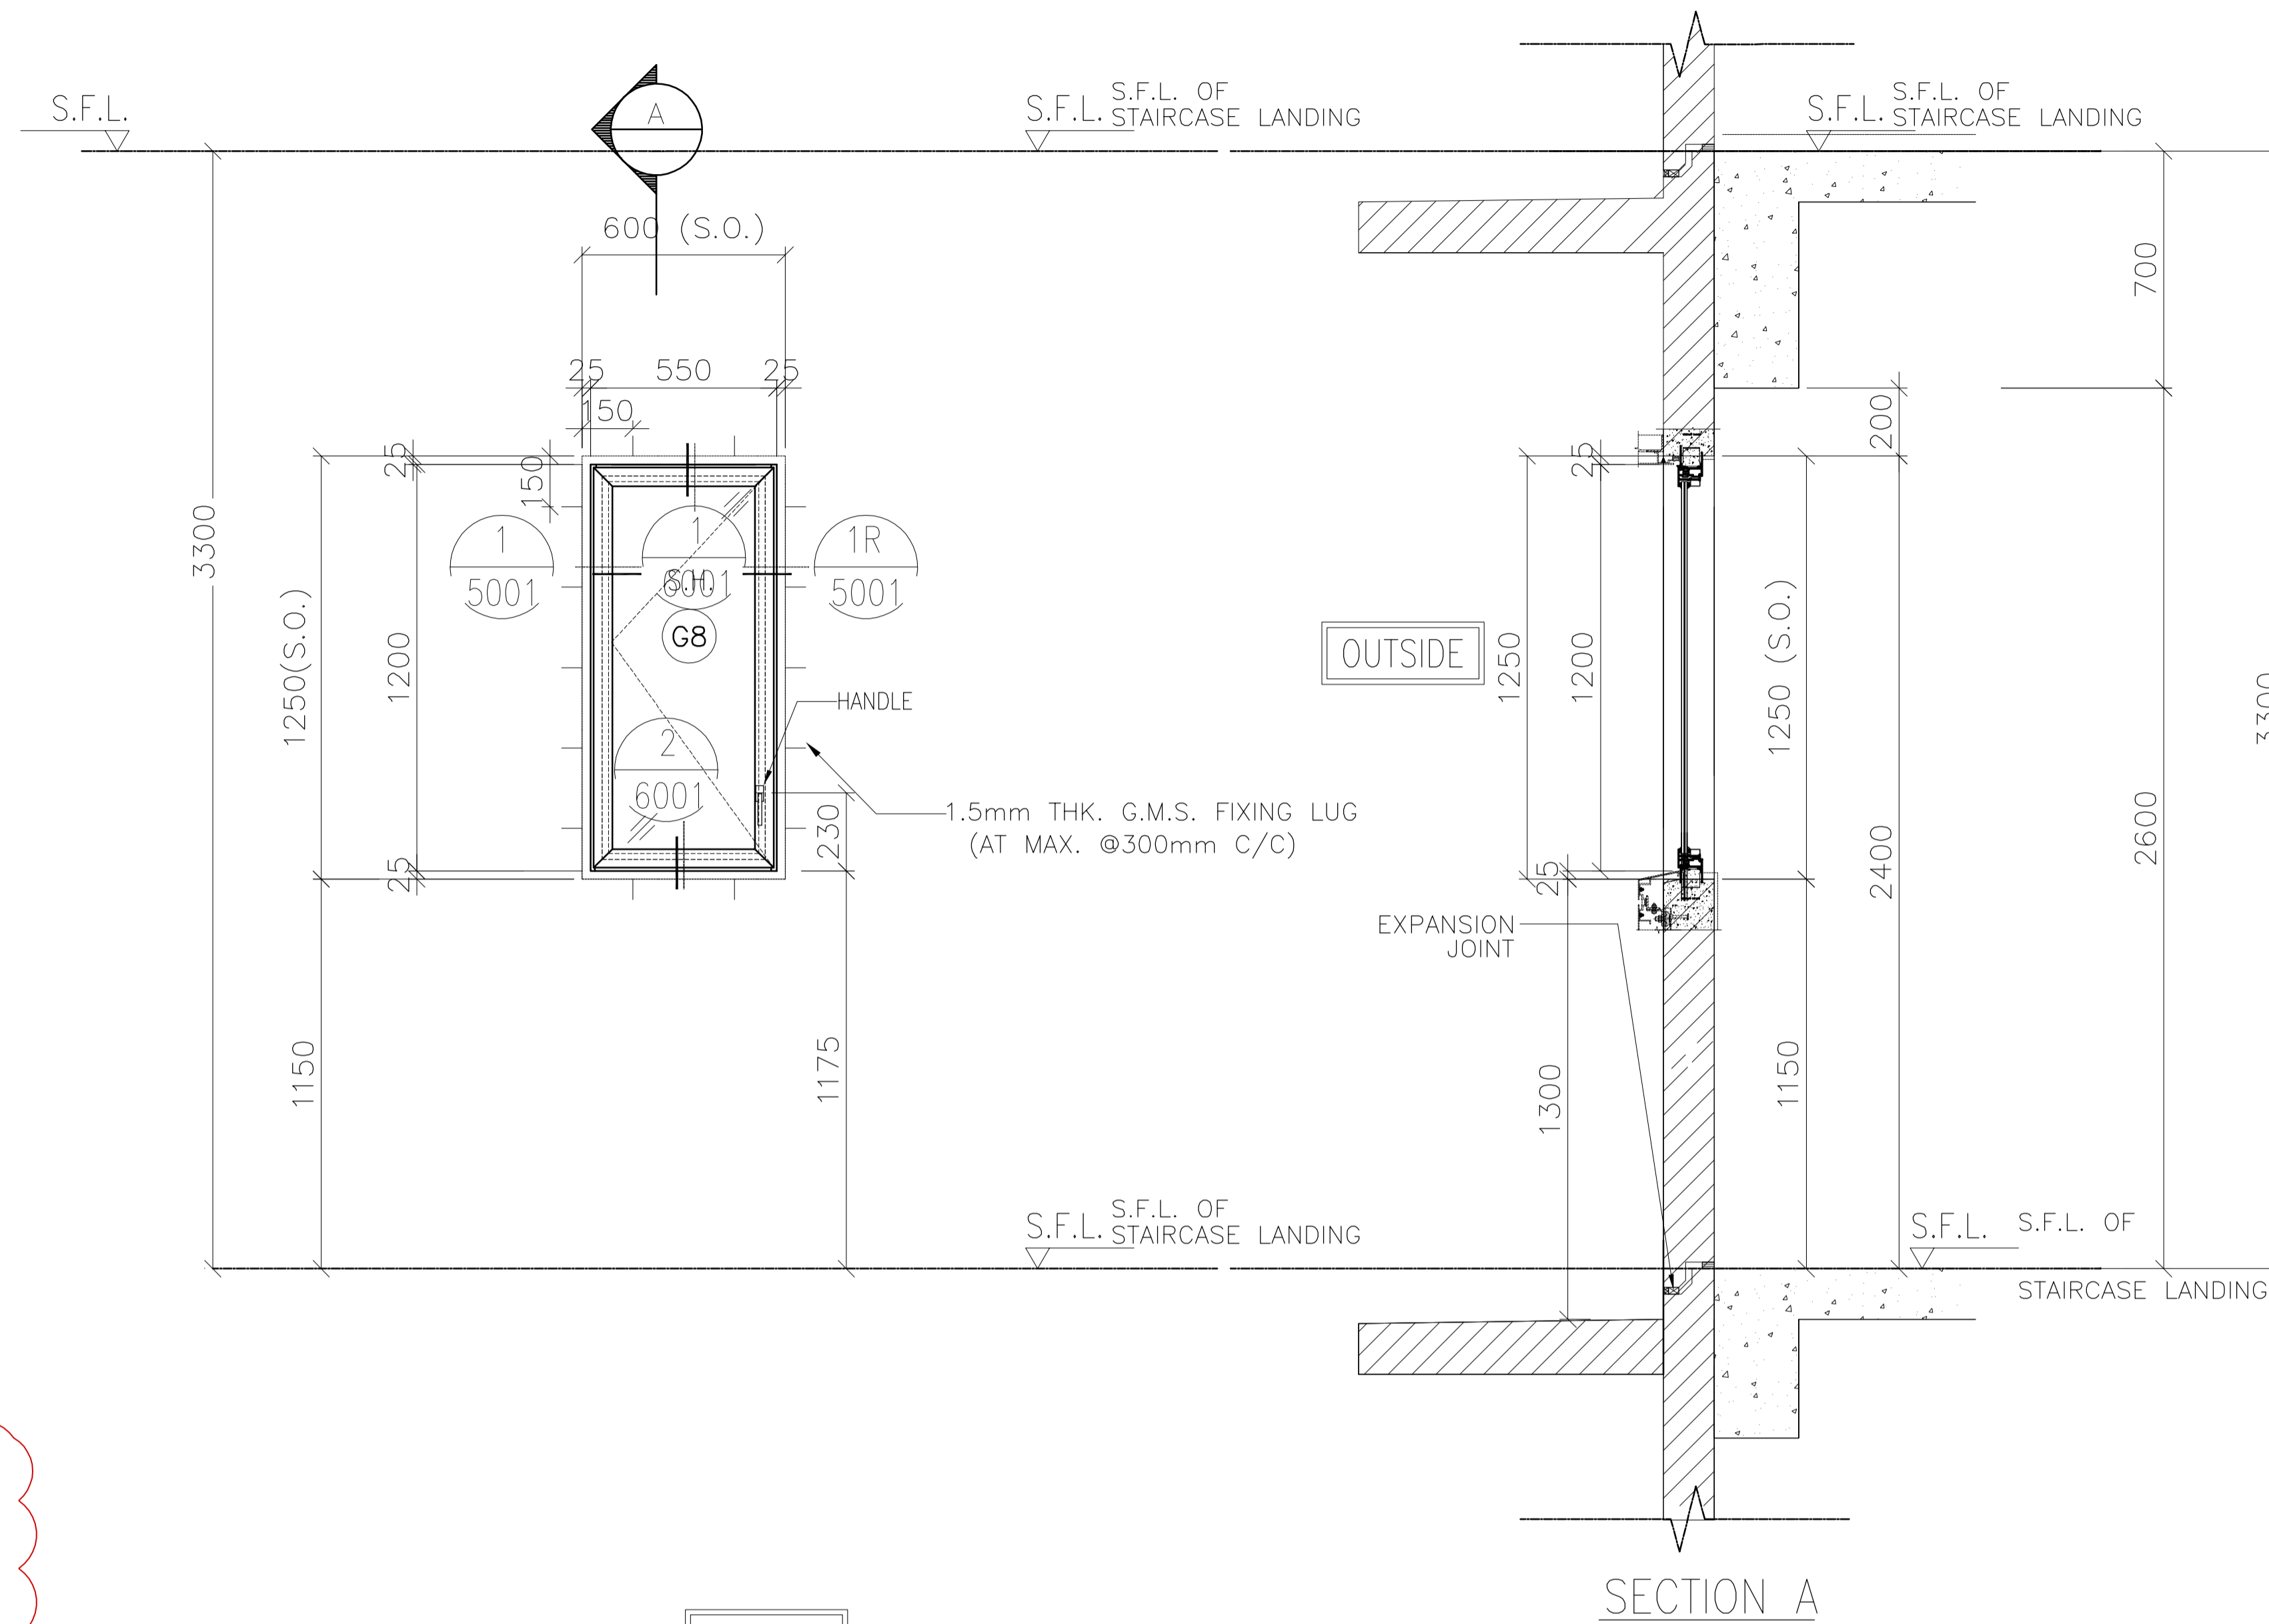 S.F.L.
A
S.F.L.
S.F.L. OF
STAIRCASE LANDING
S.F.L.
S.F.L. OF
STAIRCASE LANDING
600 (S.O.)
25
550
25
150
25
150
3300
1250(S.O.)
1200
25
1150
1
5001
1
6001
S.H.
1R
5001
G8
HANDLE
2
6001
230
1175
1.5mm THK. G.M.S. FIXING LUG
(AT MAX. @300mm C/C)
OUTSIDE
25
1250
1200
25
1300
EXPANSION
JOINT
700
200
1250 (S.O.)
2400
2600
1150
3300
S.F.L.
S.F.L. OF
STAIRCASE LANDING
S.F.L.
S.F.L. OF
STAIRCASE LANDING
SECTION A